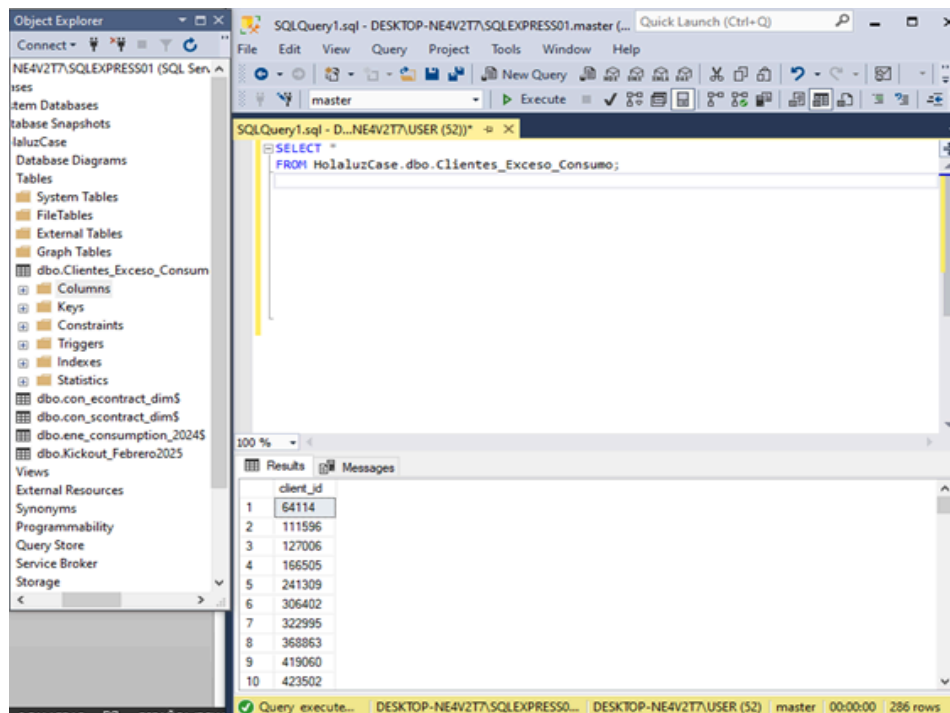 Object Explorer
Connect
NE4V2T7\SQLEXPRESS01 (SQL Serv
ases
stem Databases
tabase Snapshots
laluzCase
Database Diagrams
Tables
System Tables
FileTables
External Tables
Graph Tables
dbo.Clientes_Exceso_Consum
Columns
Keys
Constraints
Triggers
Indexes
Statistics
dbo.con_econtract_dim$
dbo.con_scontract_dim$
dbo.ene_consumption_2024$
dbo.Kickout_Febrero2025
Views
External Resources
Synonyms
Programmability
Query Store
Service Broker
Storage
SQLQuery1.sql - DESKTOP-NE4V2T7\SQLEXPRESS01.master (...
Quick Launch (Ctrl+Q)
File Edit View Query Project Tools Window Help
New Query
master Execute
SQLQuery1.sql - D...NE4V2T7\USER (52))*
SELECT *
FROM HolaluzCase.dbo.Clientes_Exceso_Consumo;
100 %
Results Messages
client_id
1 64114
2 111596
3 127006
4 166505
5 241309
6 306402
7 322995
8 368863
9 419060
10 423502
Query execute... DESKTOP-NE4V2T7\SQLEXPRESS0... DESKTOP-NE4V2T7\USER (52) master 00:00:00 286 rows